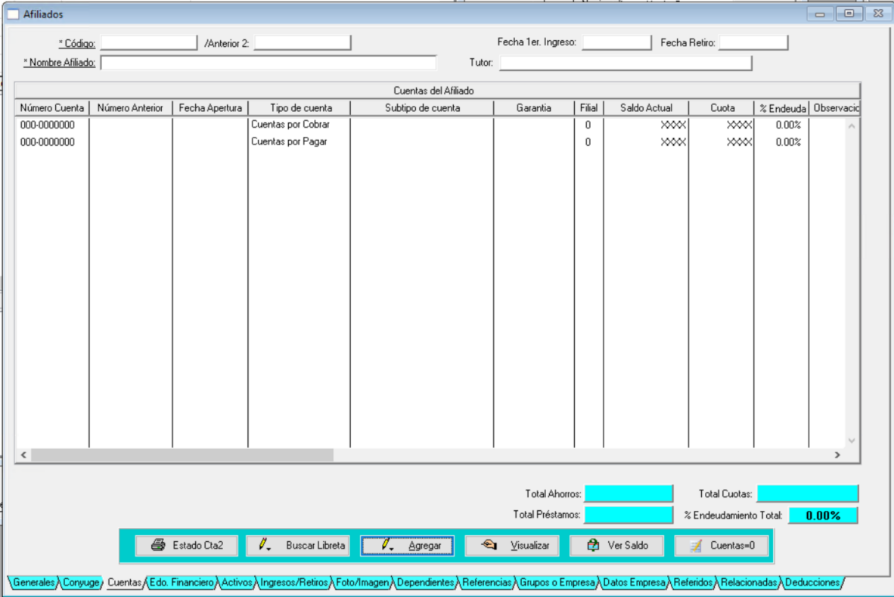 Afiliados
* Código: /Anterior 2: Fecha 1er. Ingreso: Fecha Retiro:
* Nombre Afiliado: Tutor:
Cuentas del Afiliado
Número Cuenta Número Anterior Fecha Apertura Tipo de cuenta Subtipo de cuenta Garantia Filial Saldo Actual Cuota % Endeuda Observacio
000-0000000 Cuentas por Cobrar 0 XXXX XXXX 0.00%
000-0000000 Cuentas por Pagar 0 XXXX XXXX 0.00%
Total Ahorros: Total Cuotas:
Total Préstamos: % Endeudamiento Total: 0.00%
Estado Cta2 Buscar Libreta Agregar Visualizar Ver Saldo Cuentas=0
Generales Conyuge Cuentas Edo. Financiero Activos Ingresos/Retiros Foto/Imagen Dependientes Referencias Grupos o Empresa Datos Empresa Referidos Relacionadas Deducciones